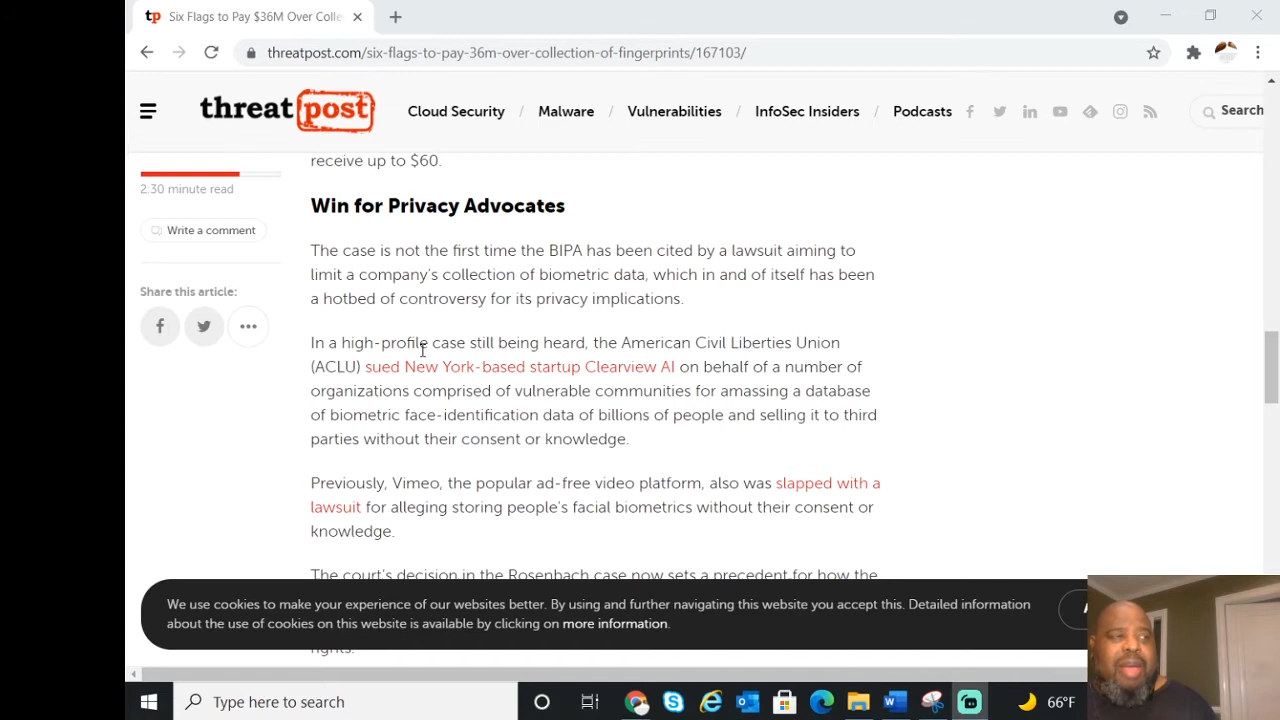 tp Six Flags to Pay $36M Over Colle
threatpost.com/six-flags-to-pay-36m-over-collection-of-fingerprints/167103/
threat post
Cloud Security / Malware / Vulnerabilities / InfoSec Insiders / Podcasts
Search
receive up to $60.
2:30 minute read
Write a comment
Share this article:
Win for Privacy Advocates
The case is not the first time the BIPA has been cited by a lawsuit aiming to
limit a company's collection of biometric data, which in and of itself has been
a hotbed of controversy for its privacy implications.
In a high-profile case still being heard, the American Civil Liberties Union
(ACLU) sued New York-based startup Clearview AI on behalf of a number of
organizations comprised of vulnerable communities for amassing a database
of biometric face-identification data of billions of people and selling it to third
parties without their consent or knowledge.
Previously, Vimeo, the popular ad-free video platform, also was slapped with a
lawsuit for alleging storing people's facial biometrics without their consent or
knowledge.
The court's decision in the Rosenbach case now sets a precedent for how the
We use cookies to make your experience of our websites better. By using and further navigating this website you accept this. Detailed information
about the use of cookies on this website is available by clicking on more information.
rights.
Type here to search
66°F